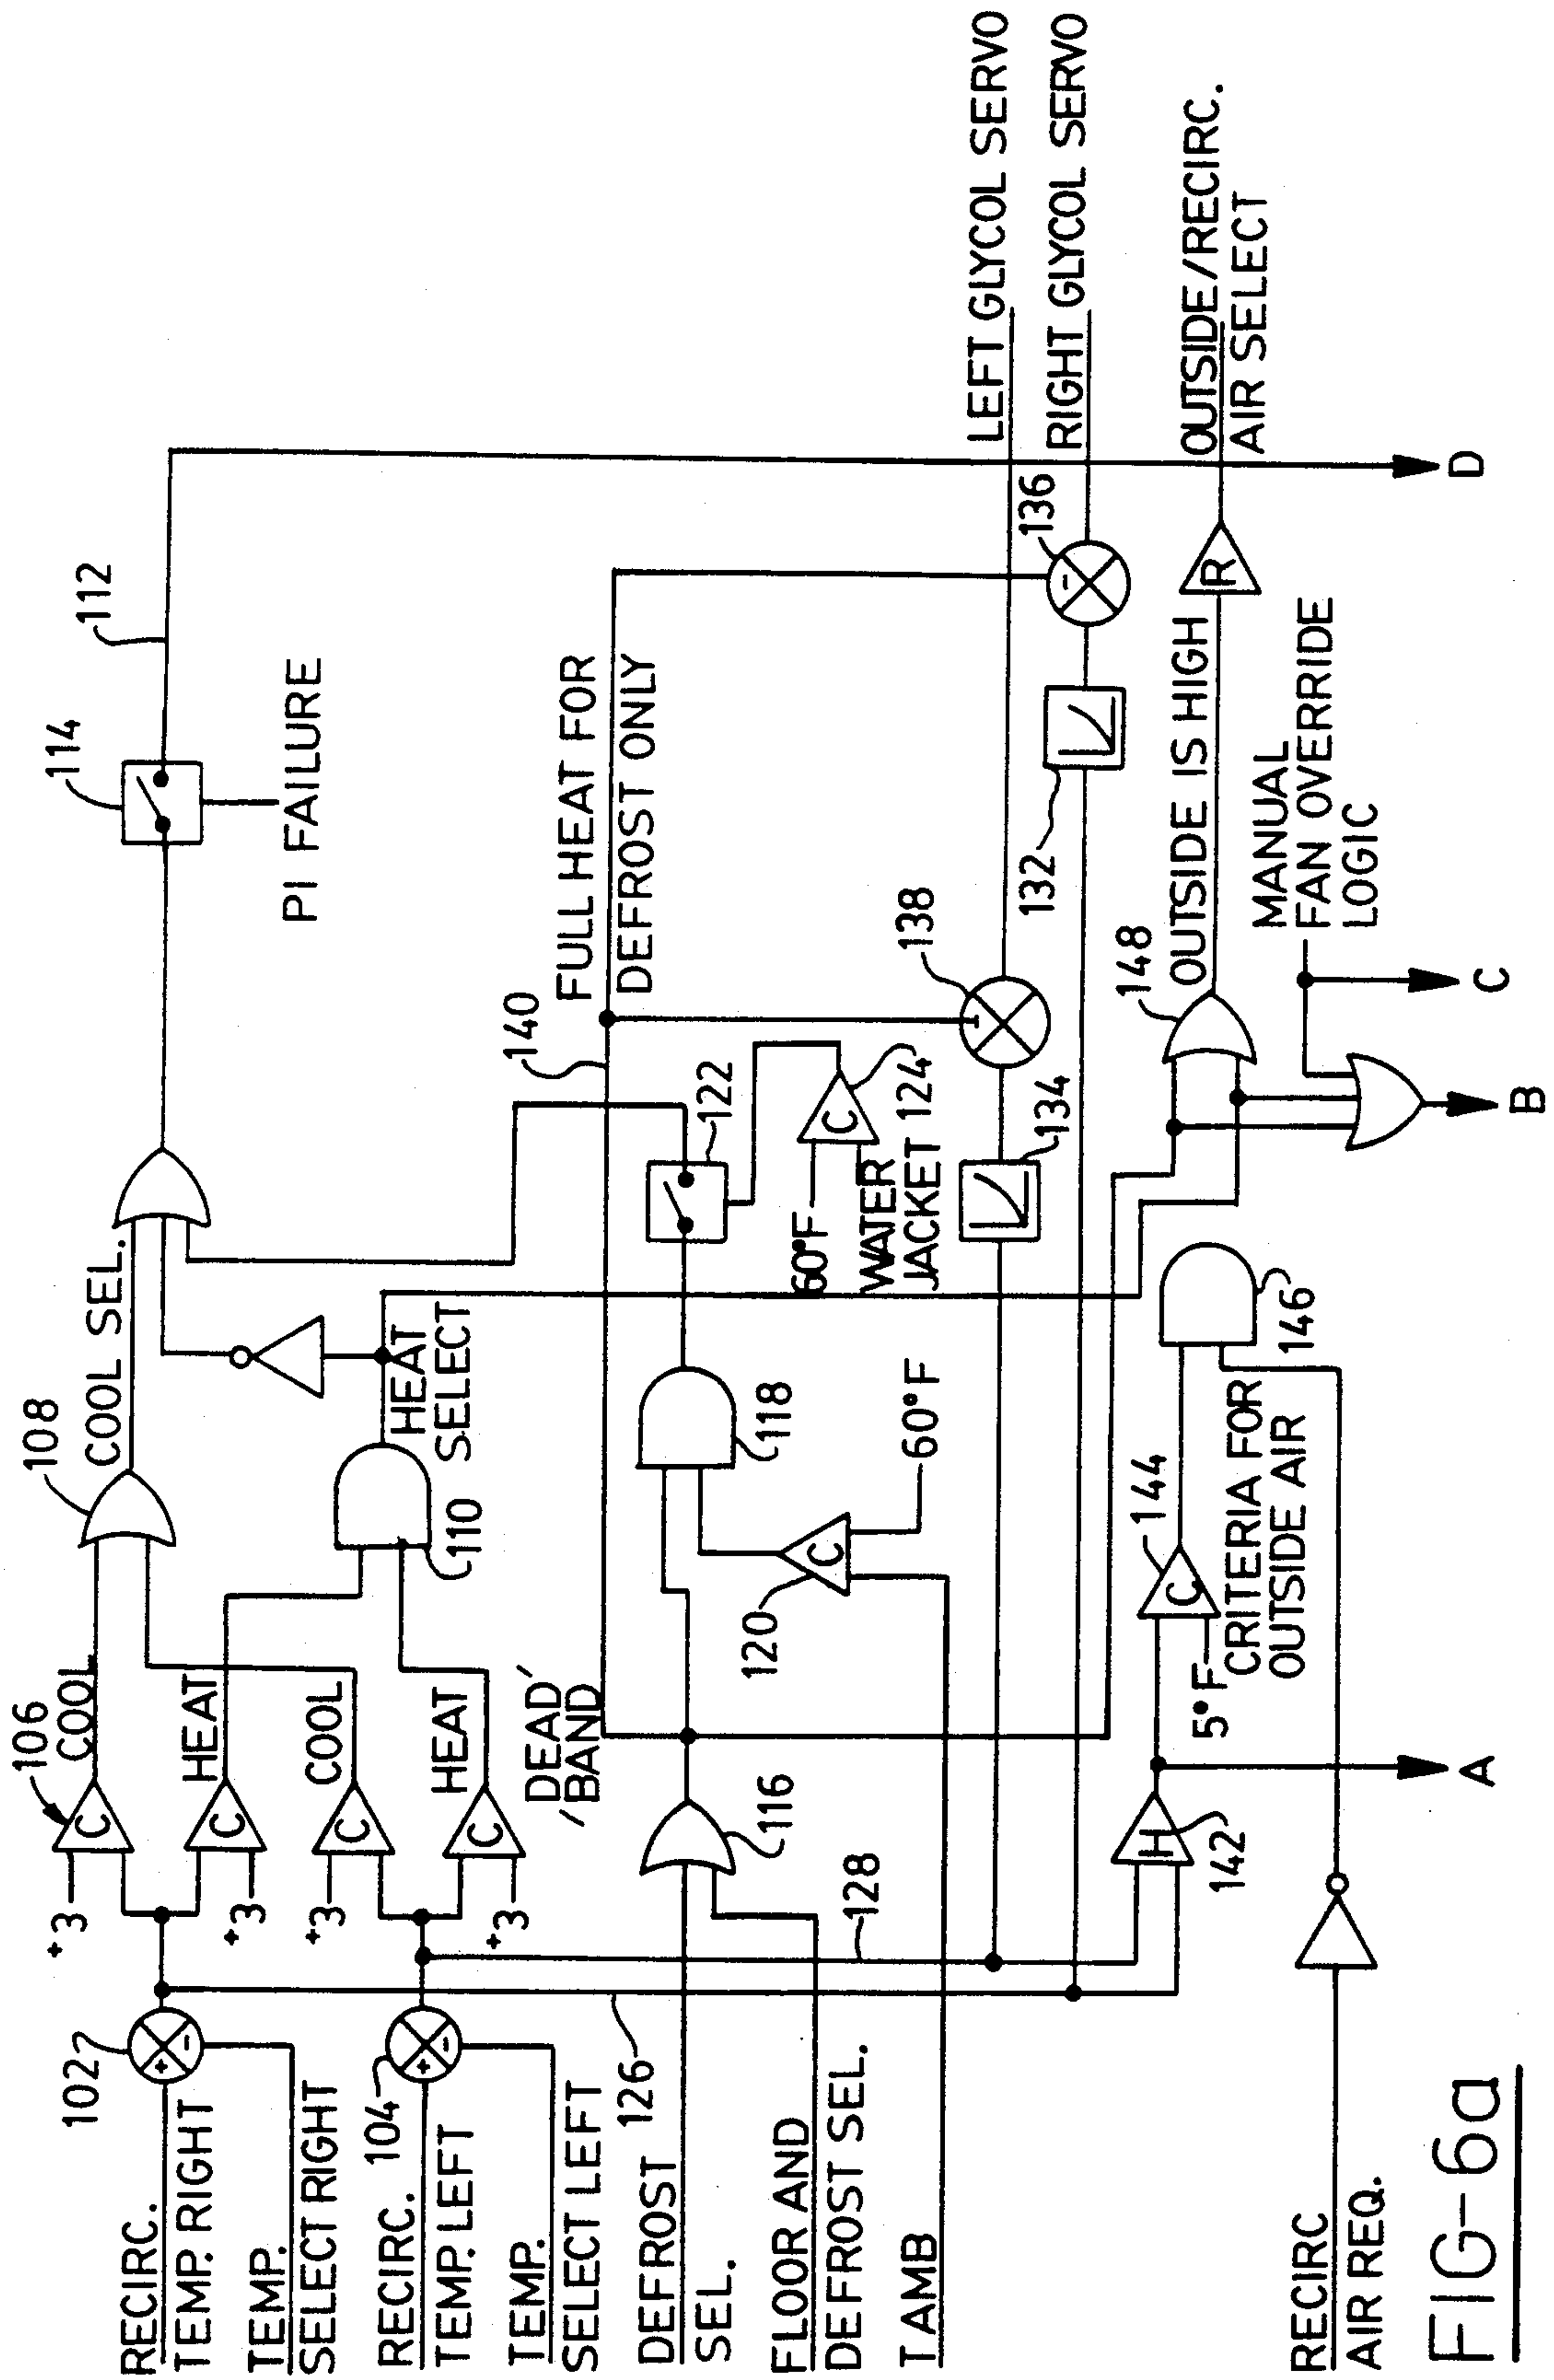 RECIRC.
TEMP. RIGHT
TEMP.
SELECT RIGHT
RECIRC.
TEMP. LEFT
TEMP.
SELECT LEFT
DEFROST
SEL.
FLOOR AND
DEFROST SEL.
T AMB
RECIRC
AIR REQ.
102
+
-
104
+
-
126
128
+3
+3
+3
+3
106
C
C
C
C
COOL
HEAT
COOL
HEAT
'DEAD'
'BAND
108
COOL SEL.
110
HEAT
SELECT
116
118
120
C
60°F
122
60°F
WATER
JACKET
C
124
114
PI FAILURE
112
140
FULL HEAT FOR
DEFROST ONLY
134
138
-
132
136
-
LEFT GLYCOL SERVO
RIGHT GLYCOL SERVO
142
H
144
C
5°F
CRITERIA FOR
OUTSIDE AIR
146
148
OUTSIDE IS HIGH
R
OUTSIDE/RECIRC.
AIR SELECT
MANUAL
FAN OVERRIDE
LOGIC
A
B
C
D
FIG-6a